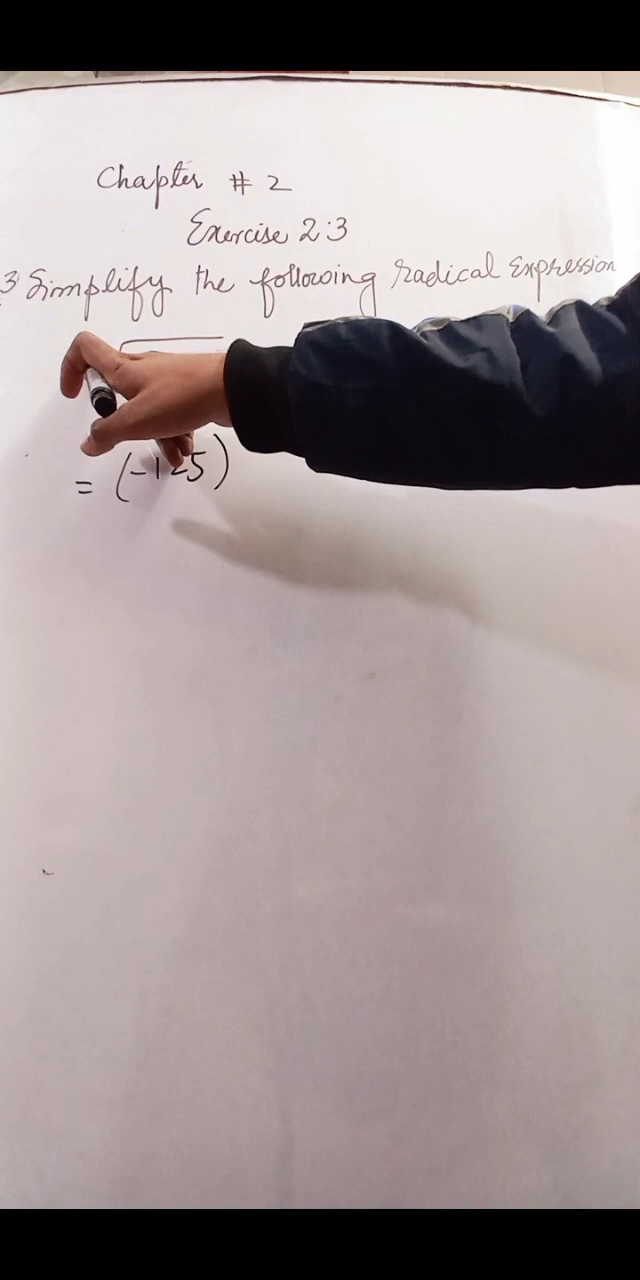 Chapter # 2
Exercise 2.3
3 Simplify the following radical Expression
= (-125)